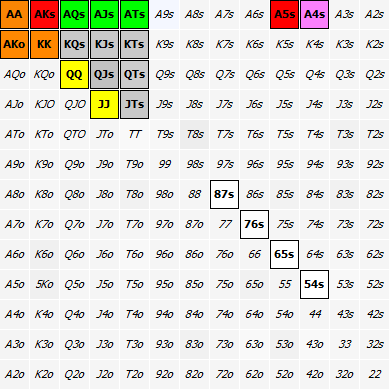 AA AKs AQs AJs ATs A9s A8s A7s A6s A5s A4s A3s A2s
AKo KK KQs KJs KTs K9s K8s K7s K6s K5s K4s K3s K2s
AQo KQo QQ QJs QTs Q9s Q8s Q7s Q6s Q5s Q4s Q3s Q2s
AJo KJO QJO JJ JTs J9s J8s J7s J6s J5s J4s J3s J2s
ATo KTo QTO JTo TT T9s T8s T7s T6s T5s T4s T3s T2s
A9o K9o Q9o J9o T9o 99 98s 97s 96s 95s 94s 93s 92s
A8o K8o Q8o J8o T8o 98o 88 87s 86s 85s 84s 83s 82s
A7o K7o Q7o J7o T7o 97o 87o 77 76s 75s 74s 73s 72s
A6o K6o Q6o J6o T6o 96o 86o 76o 66 65s 64s 63s 62s
A5o 5Ko Q5o J5o T5o 95o 85o 75o 65o 55 54s 53s 52s
A4o K4o Q4o J4o T4o 94o 84o 74o 64o 54o 44 43s 42s
A3o K3o Q3o J3o T3o 93o 83o 73o 63o 53o 43o 33 32s
A2o K2o Q2o J2o T2o 92o 82o 72o 62o 52o 42o 32o 22